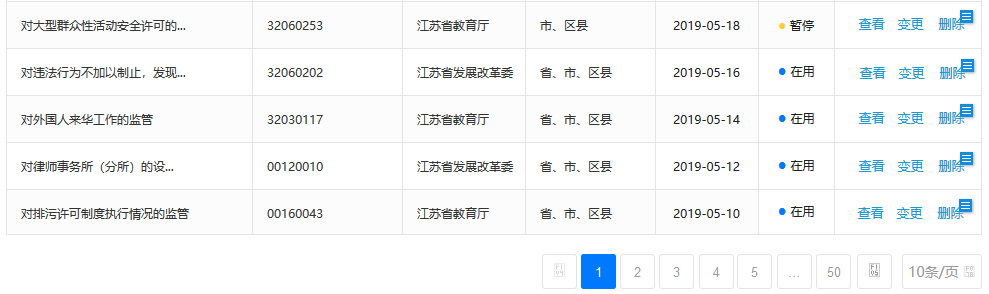 对大型群众性活动安全许可的... 32060253 江苏省教育厅 市、区县 2019-05-18 暂停 查看 变更 删除
对违法行为不加以制止，发现... 32060202 江苏省发展改革委 省、市、区县 2019-05-16 在用 查看 变更 删除
对外国人来华工作的监管 32030117 江苏省教育厅 省、市、区县 2019-05-14 在用 查看 变更 删除
对律师事务所（分所）的设... 00120010 江苏省发展改革委 省、市、区县 2019-05-12 在用 查看 变更 删除
对排污许可制度执行情况的监管 00160043 江苏省教育厅 省、市、区县 2019-05-10 在用 查看 变更 删除
1 2 3 4 5 ... 50 10条/页